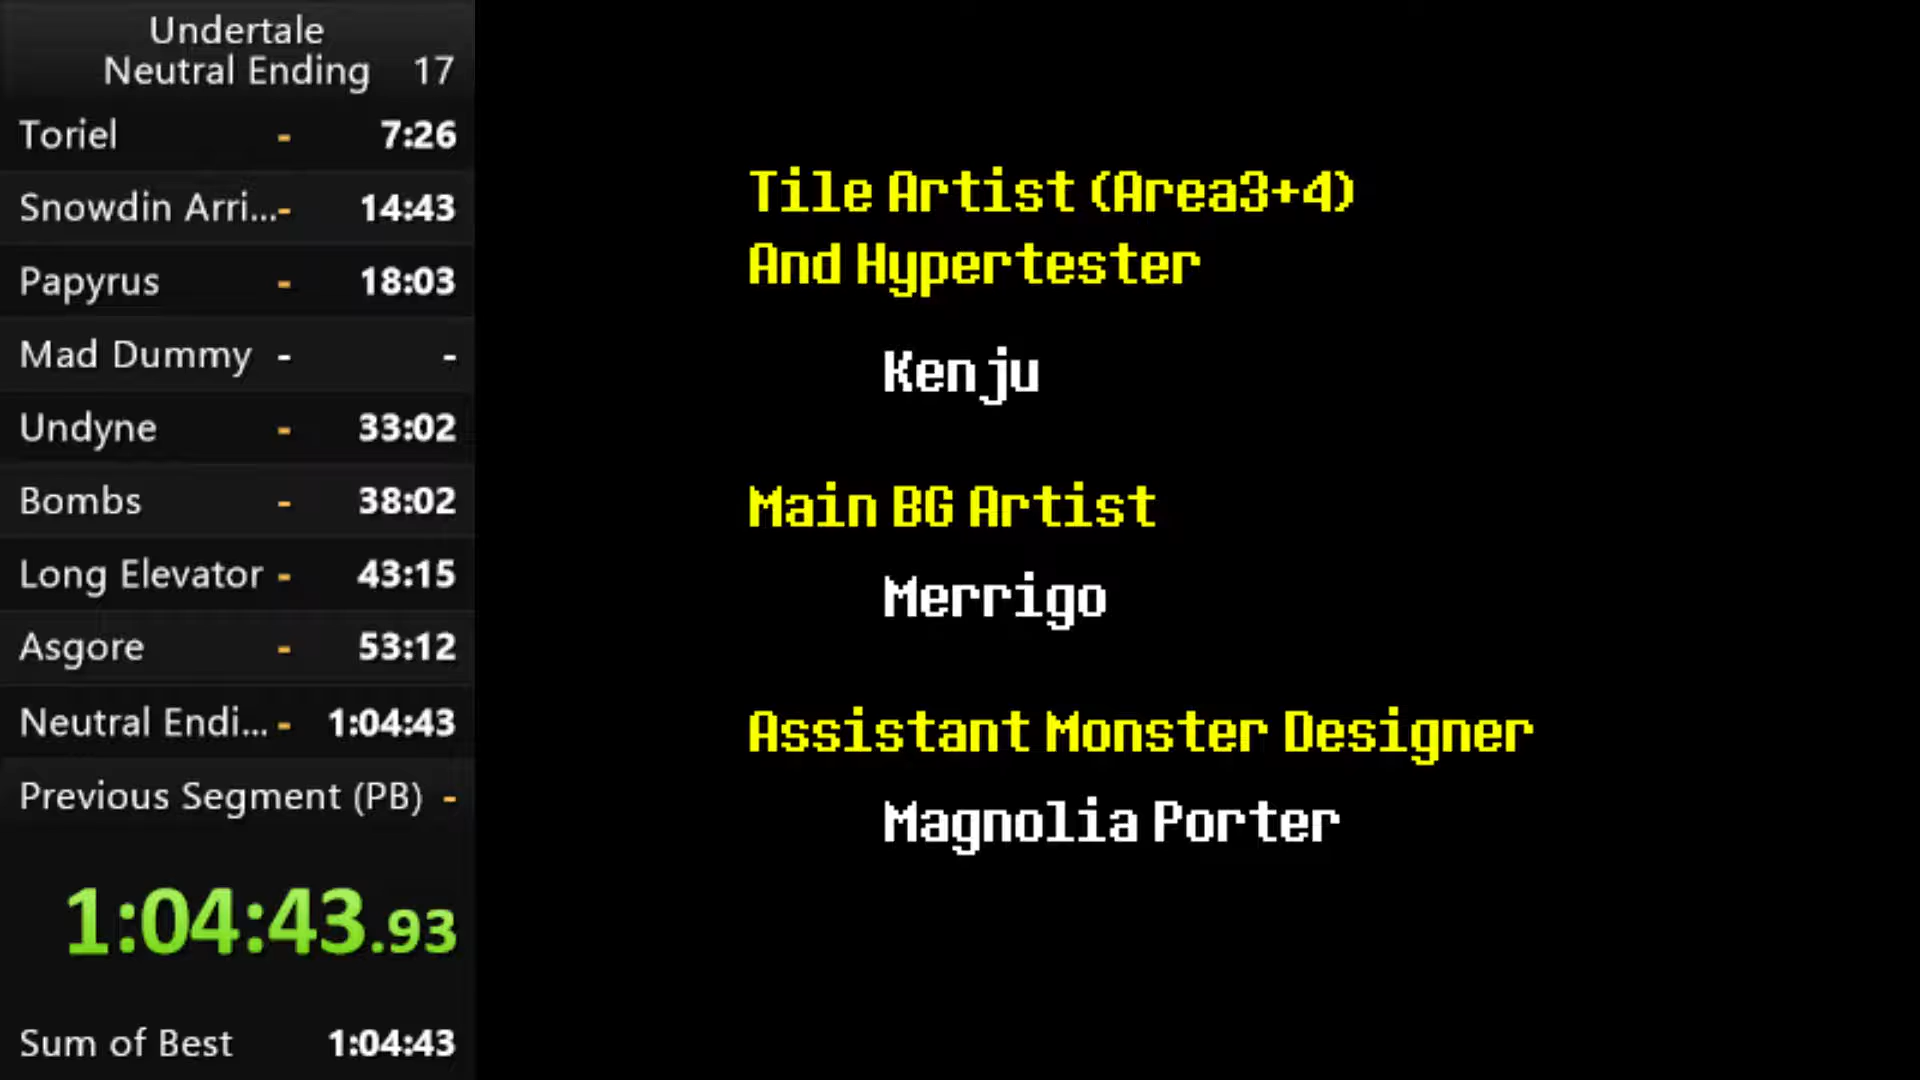 Undertale
Neutral Ending 17
Toriel - 7:26
Snowdin Arri...- 14:43
Papyrus - 18:03
Mad Dummy - -
Undyne - 33:02
Bombs - 38:02
Long Elevator - 43:15
Asgore - 53:12
Neutral Endi... - 1:04:43
Previous Segment (PB) -
1:04:43.93
Sum of Best 1:04:43
Tile Artist (Area3+4)
And Hypertester
Kenju
Main BG Artist
Merrigo
Assistant Monster Designer
Magnolia Porter